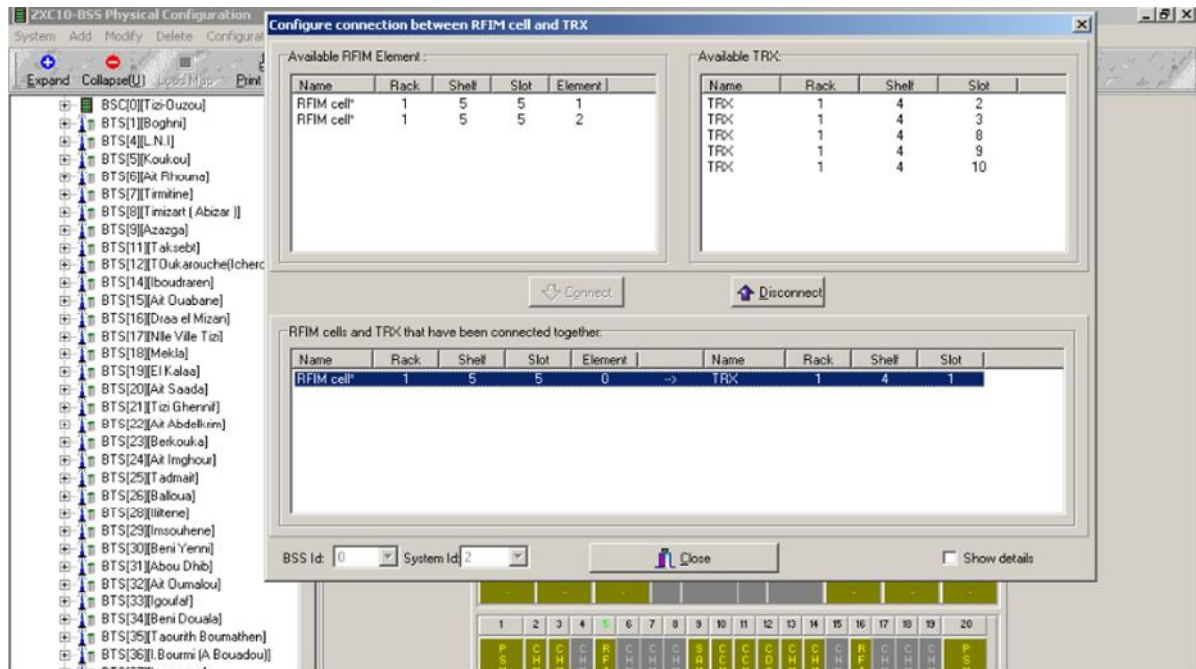 ZXC10-BSS Physical Configuration
System Add Modify Delete Configurat
Expand Collapse(U) Load Map Print
BSC[0][Tizi-Ouzou]
BTS[1][Boghni]
BTS[4][L.N.I]
BTS[5][Koukou]
BTS[6][Ait Rhouna]
BTS[7][Tirmitine]
BTS[8][Timizart ( Abizar )]
BTS[9][Azazga]
BTS[11][Taksebt]
BTS[12][TOukarouche(Icherc
BTS[14][Iboudraren]
BTS[15][Ait Ouabane]
BTS[16][Draa el Mizan]
BTS[17][Nlle Ville Tizi]
BTS[18][Mekla]
BTS[19][El Kalaa]
BTS[20][Ait Saada]
BTS[21][Tizi Ghennif]
BTS[22][Ait Abdelkrim]
BTS[23][Berkouka]
BTS[24][Ait Imghour]
BTS[25][Tadmait]
BTS[26][Balloua]
BTS[28][Ililtene]
BTS[29][Imsouhene]
BTS[30][Beni Yenni]
BTS[31][Abou Dhib]
BTS[32][Ait Oumalou]
BTS[33][Igoufaf]
BTS[34][Beni Douala]
BTS[35][Taourith Boumathen]
BTS[36][I.Bourmi (A Bouadou)]
Configure connection between RFIM cell and TRX
Available RFIM Element :
Name Rack Shelf Slot Element
RFIM cell* 1 5 5 1
RFIM cell* 1 5 5 2
Available TRX:
Name Rack Shelf Slot
TRX 1 4 2
TRX 1 4 3
TRX 1 4 8
TRX 1 4 9
TRX 1 4 10
Connect Disconnect
RFIM cells and TRX that have been connected together:
Name Rack Shelf Slot Element Name Rack Shelf Slot
RFIM cell* 1 5 5 0 --> TRX 1 4 1
BSS Id: 0 System Id: 2 Close Show details
1 2 3 4 5 6 7 8 9 10 11 12 13 14 15 16 17 18 19 20
P C C C R C C C S C C C C C C R C C C P
S H H H F H H H A C C D H H H F H H H S